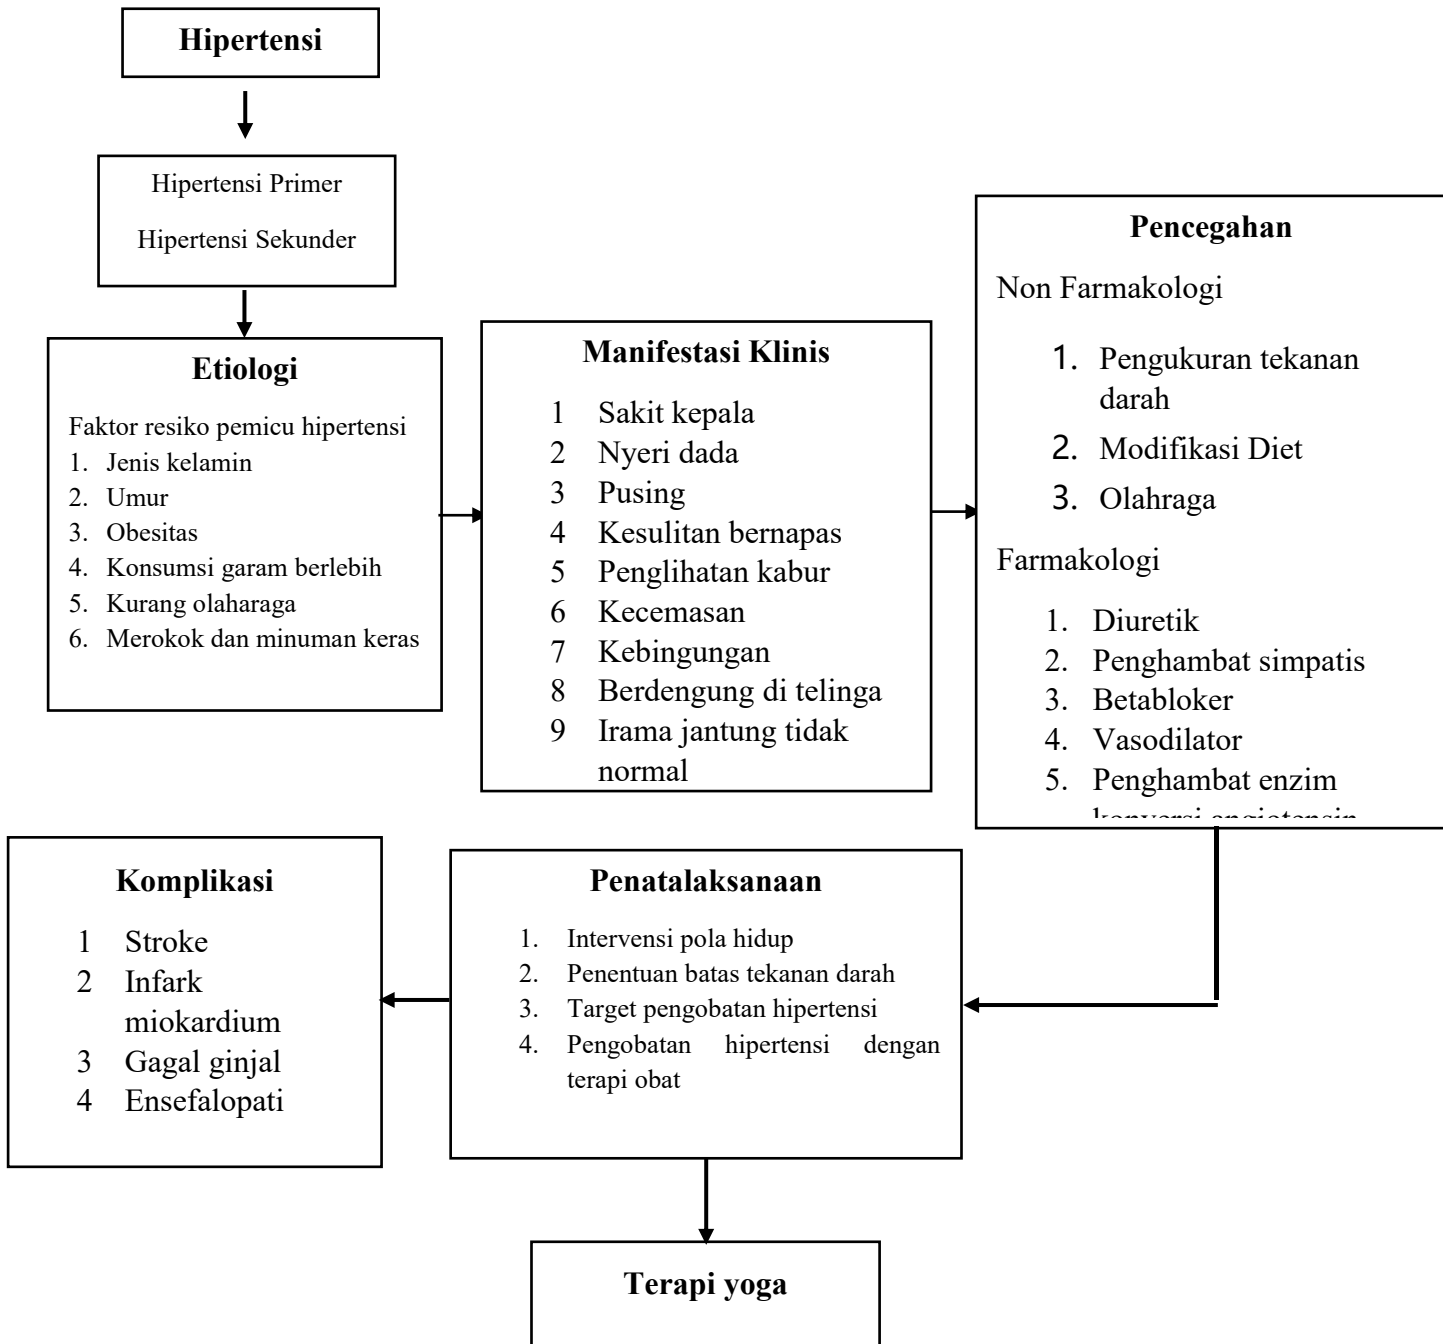 Hipertensi
Hipertensi Primer
Hipertensi Sekunder
Etiologi
Faktor resiko pemicu hipertensi
1. Jenis kelamin
2. Umur
3. Obesitas
4. Konsumsi garam berlebih
5. Kurang olaharaga
6. Merokok dan minuman keras
Manifestasi Klinis
1 Sakit kepala
2 Nyeri dada
3 Pusing
4 Kesulitan bernapas
5 Penglihatan kabur
6 Kecemasan
7 Kebingungan
8 Berdengung di telinga
9 Irama jantung tidak
normal
Pencegahan
Non Farmakologi
1. Pengukuran tekanan
darah
2. Modifikasi Diet
3. Olahraga
Farmakologi
1. Diuretik
2. Penghambat simpatis
3. Betabloker
4. Vasodilator
5. Penghambat enzim
konversi angiotensin
Penatalaksanaan
1. Intervensi pola hidup
2. Penentuan batas tekanan darah
3. Target pengobatan hipertensi
4. Pengobatan hipertensi dengan
terapi obat
Komplikasi
1 Stroke
2 Infark
miokardium
3 Gagal ginjal
4 Ensefalopati
Terapi yoga